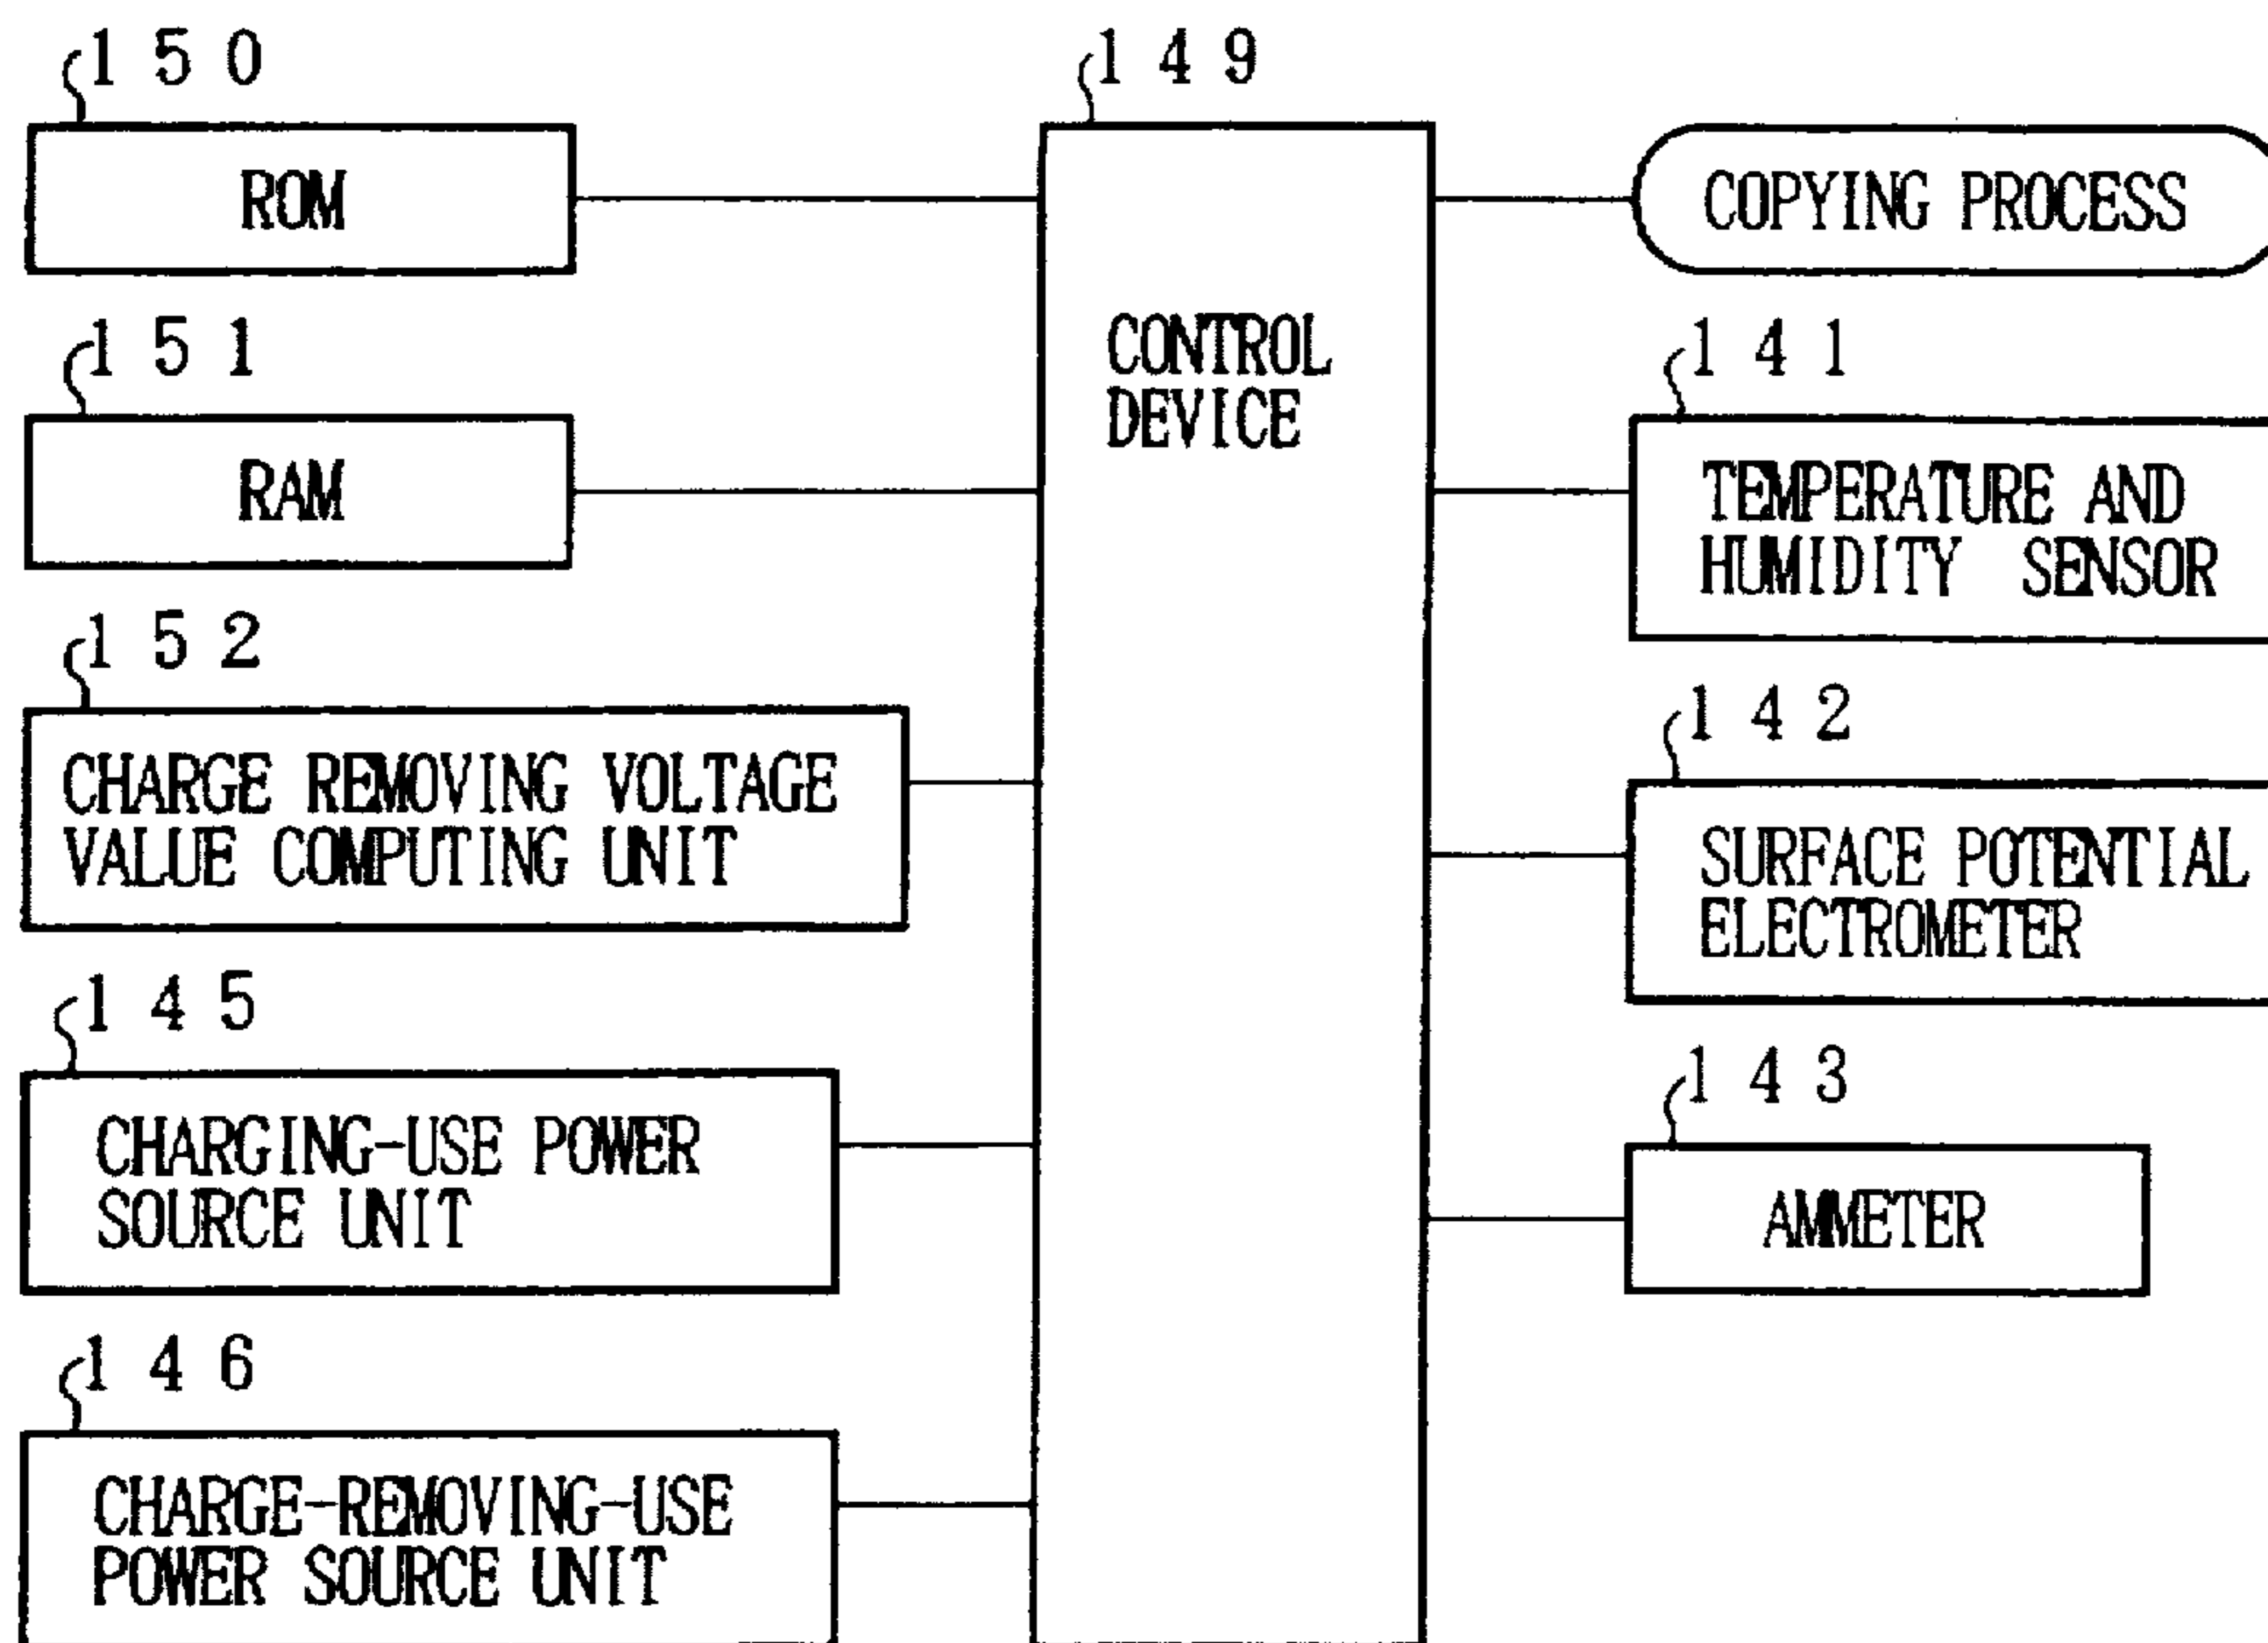 150
ROM
151
RAM
152
CHARGE REMOVING VOLTAGE
VALUE COMPUTING UNIT
145
CHARGING-USE POWER
SOURCE UNIT
146
CHARGE-REMOVING-USE
POWER SOURCE UNIT
149
CONTROL
DEVICE
COPYING PROCESS
141
TEMPERATURE AND
HUMIDITY SENSOR
142
SURFACE POTENTIAL
ELECTROMETER
143
AMMETER